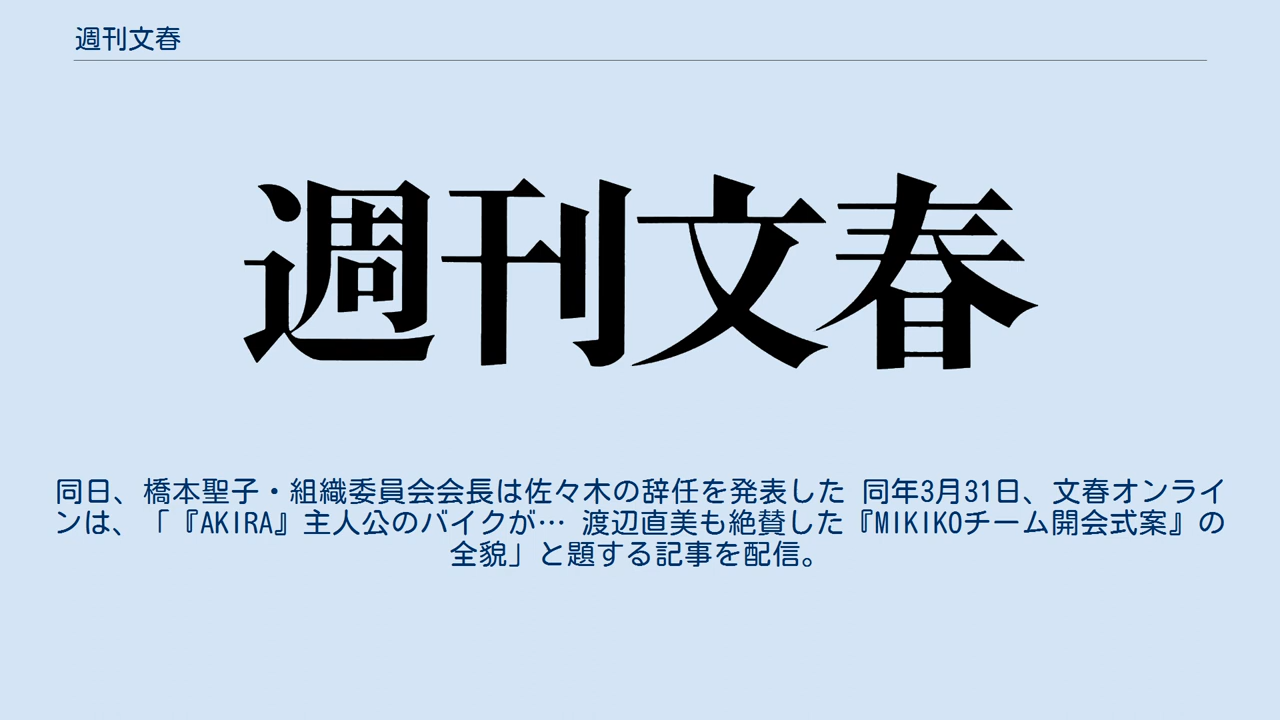 週刊文春
週刊文春
同日、橋本聖子・組織委員会会長は佐々木の辞任を発表した 同年3月31日、文春オンライ
ンは、「『AKIRA』主人公のバイクが… 渡辺直美も絶賛した『MIKIKOチーム開会式案』の
全貌」と題する記事を配信。